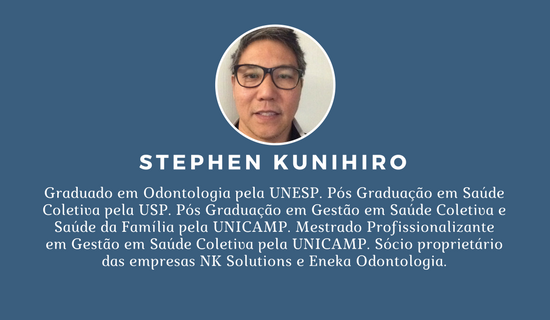 STEPHEN KUNIHIRO
Graduado em Odontologia pela UNESP. Pós Graduação em Saúde
Coletiva pela USP. Pós Graduação em Gestão em Saúde Coletiva e
Saúde da Família pela UNICAMP. Mestrado Profissionalizante
em Gestão em Saúde Coletiva pela UNICAMP. Sócio proprietário
das empresas NK Solutions e Eneka Odontologia.